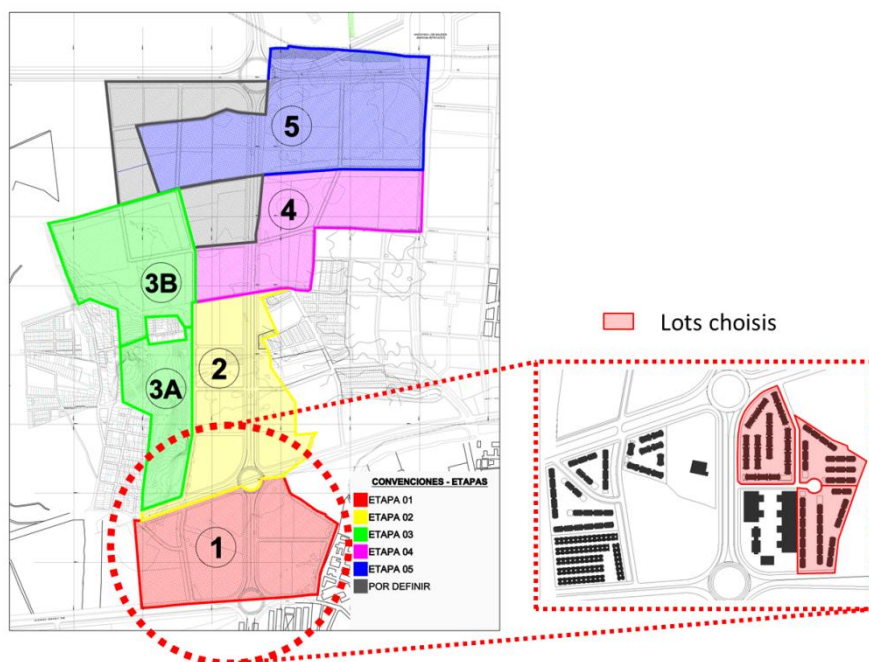 5
4
3B
2
3A
1
CONVENCIONES - ETAPAS
ETAPA 01
ETAPA 02
ETAPA 03
ETAPA 04
ETAPA 05
POR DEFINIR
Lots choisis